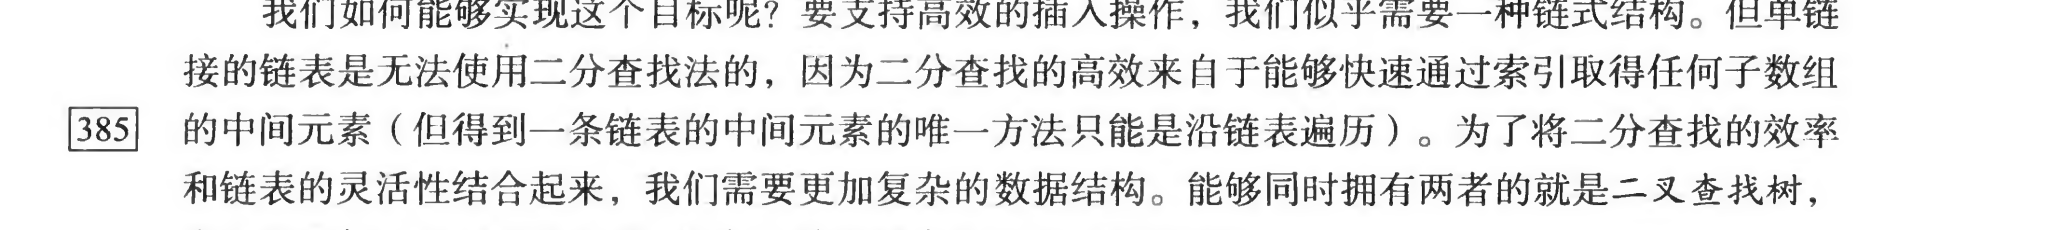 我们如何能够实现这个目标呢？要支持高效的插入操作，我们似乎需要一种链式结构。但单链
接的链表是无法使用二分查找法的，因为二分查找的高效来自于能够快速通过索引取得任何子数组
385 的中间元素（但得到一条链表的中间元素的唯一方法只能是沿链表遍历）。为了将二分查找的效率
和链表的灵活性结合起来，我们需要更加复杂的数据结构。能够同时拥有两者的就是二叉查找树，